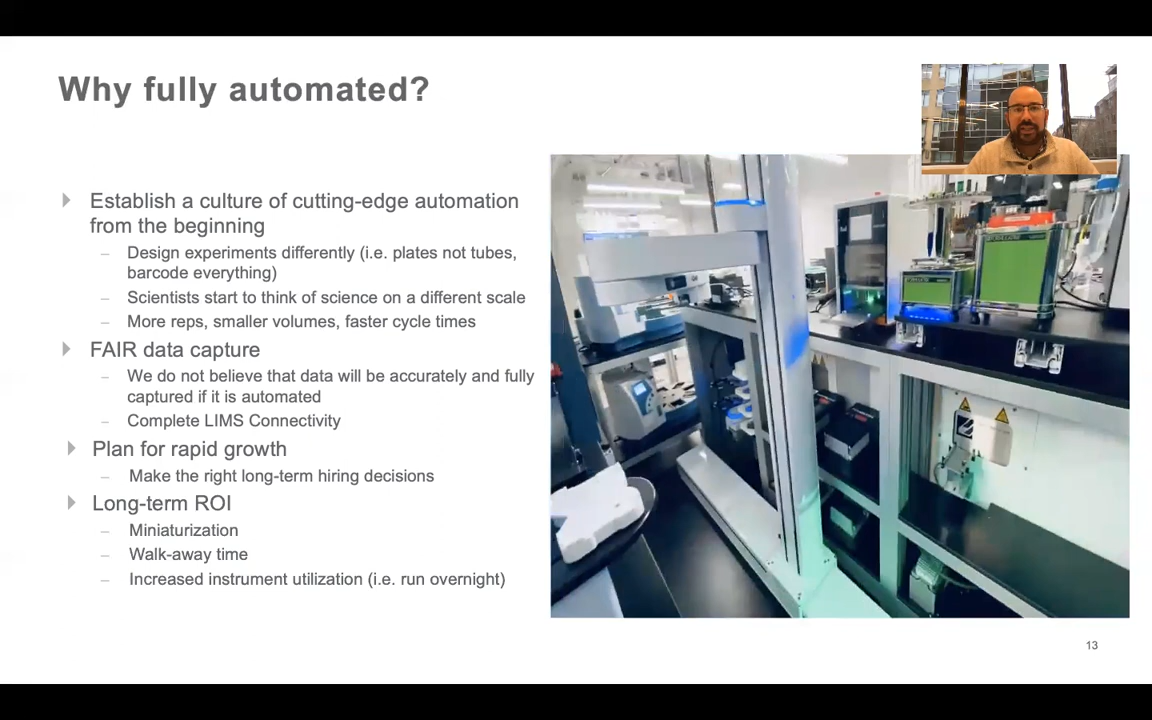 Why fully automated?
Establish a culture of cutting-edge automation
from the beginning
– Design experiments differently (i.e. plates not tubes,
barcode everything)
– Scientists start to think of science on a different scale
– More reps, smaller volumes, faster cycle times
FAIR data capture
– We do not believe that data will be accurately and fully
captured if it is automated
– Complete LIMS Connectivity
Plan for rapid growth
– Make the right long-term hiring decisions
Long-term ROI
– Miniaturization
– Walk-away time
– Increased instrument utilization (i.e. run overnight)
13